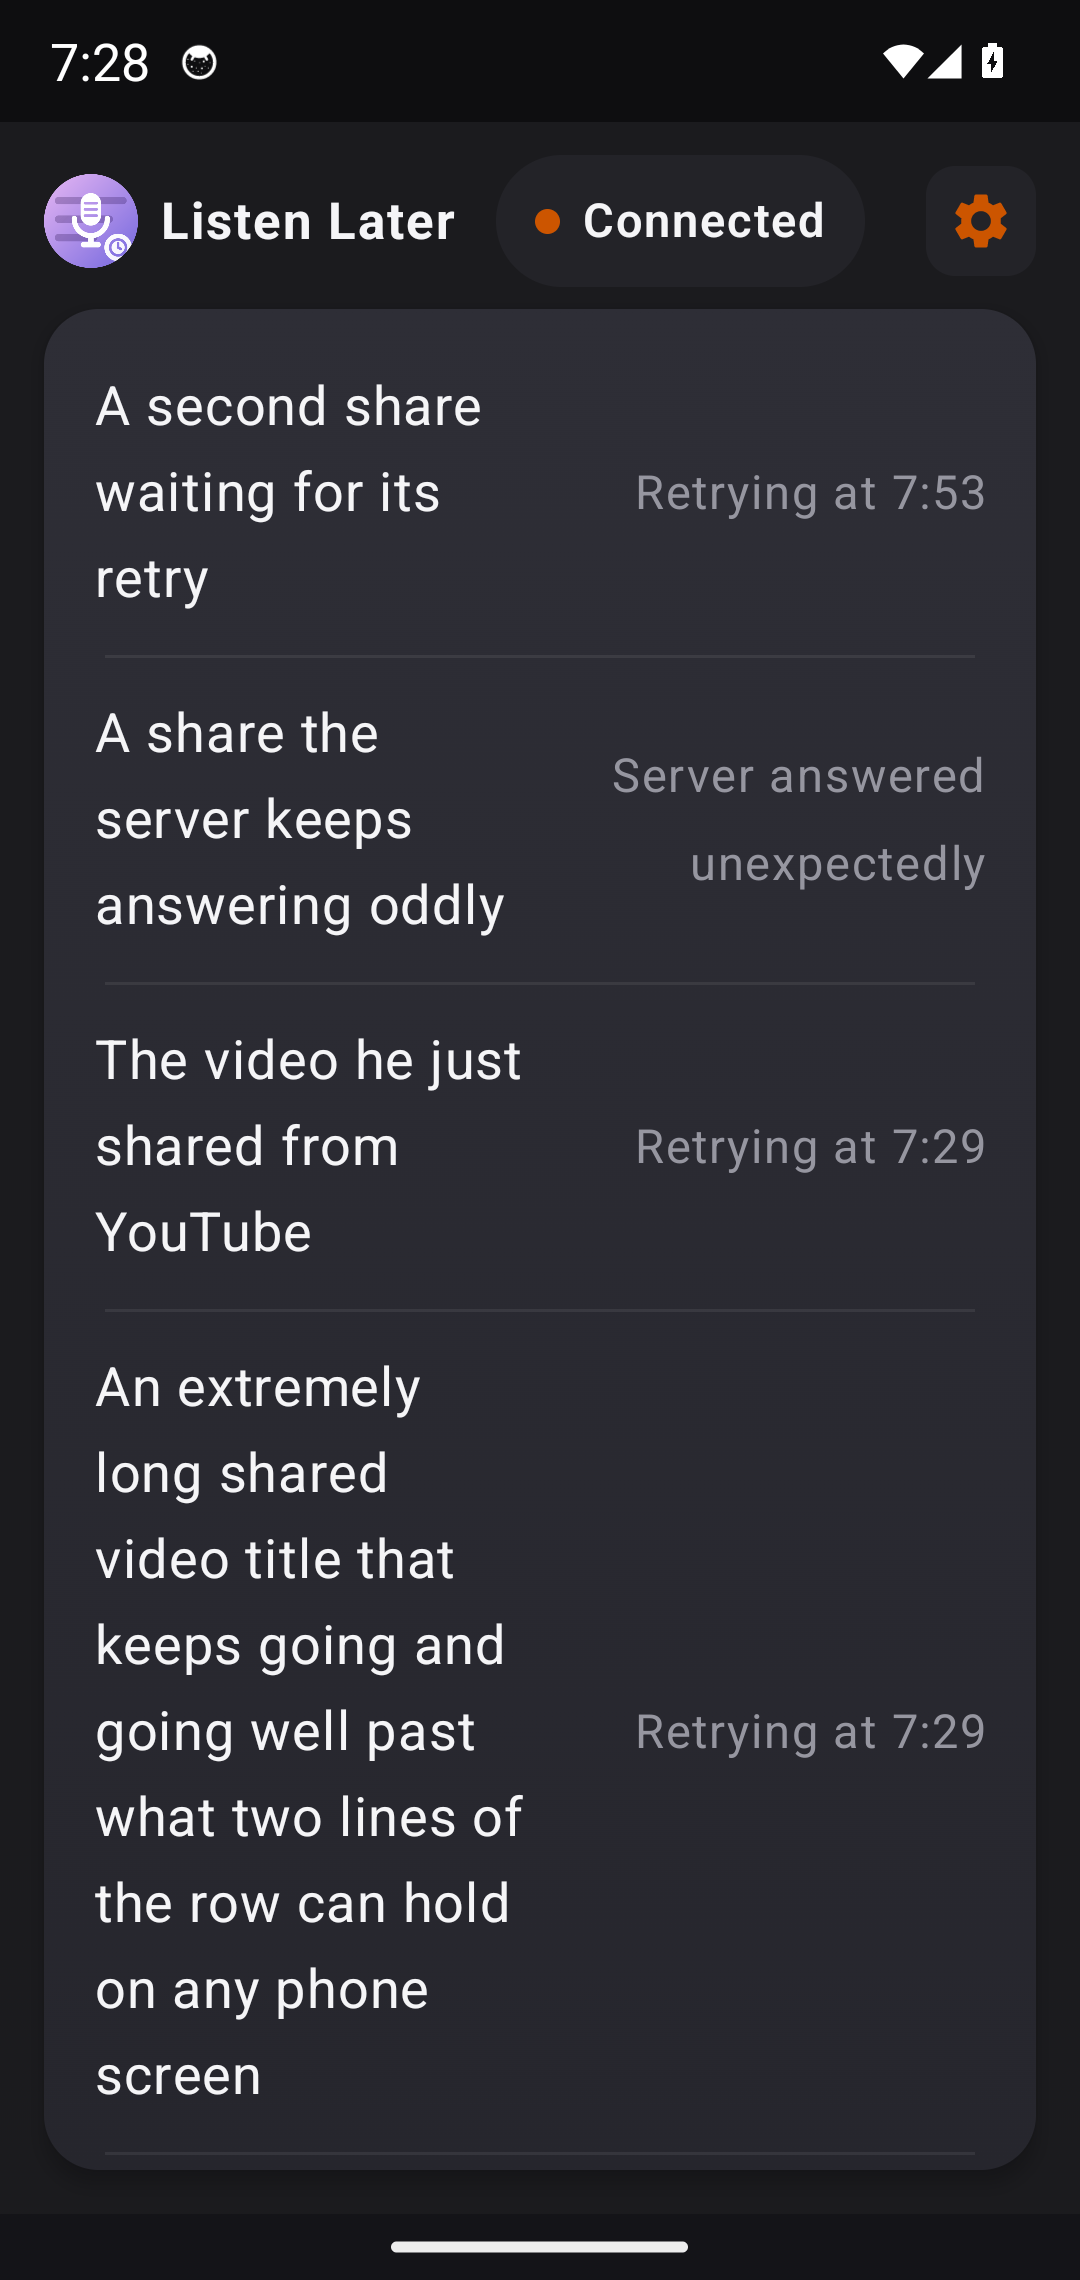 7:28
Listen Later
Connected
A second share
waiting for its
retry
Retrying at 7:53
A share the
server keeps
answering oddly
Server answered
unexpectedly
The video he just
shared from
YouTube
Retrying at 7:29
An extremely
long shared
video title that
keeps going and
going well past
what two lines of
the row can hold
on any phone
screen
Retrying at 7:29